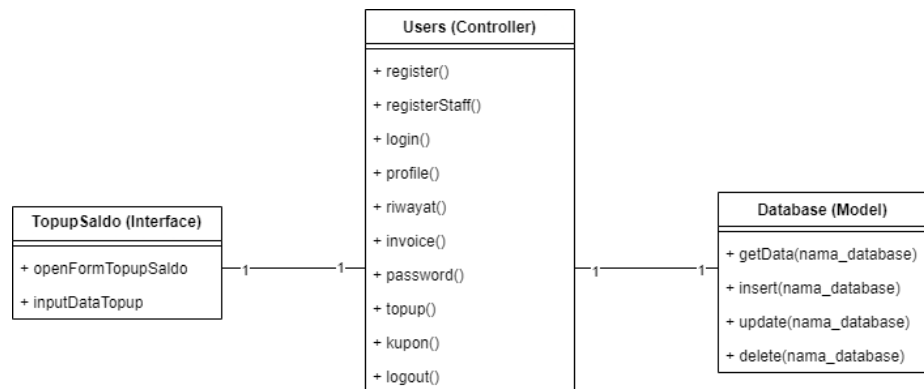 Users (Controller)
+ register()
+ registerStaff()
+ login()
+ profile()
+ riwayat()
+ invoice()
+ password()
+ topup()
+ kupon()
+ logout()
TopupSaldo (Interface)
+ openFormTopupSaldo
+ inputDataTopup
1
1
1
1
Database (Model)
+ getData(nama_database)
+ insert(nama_database)
+ update(nama_database)
+ delete(nama_database)